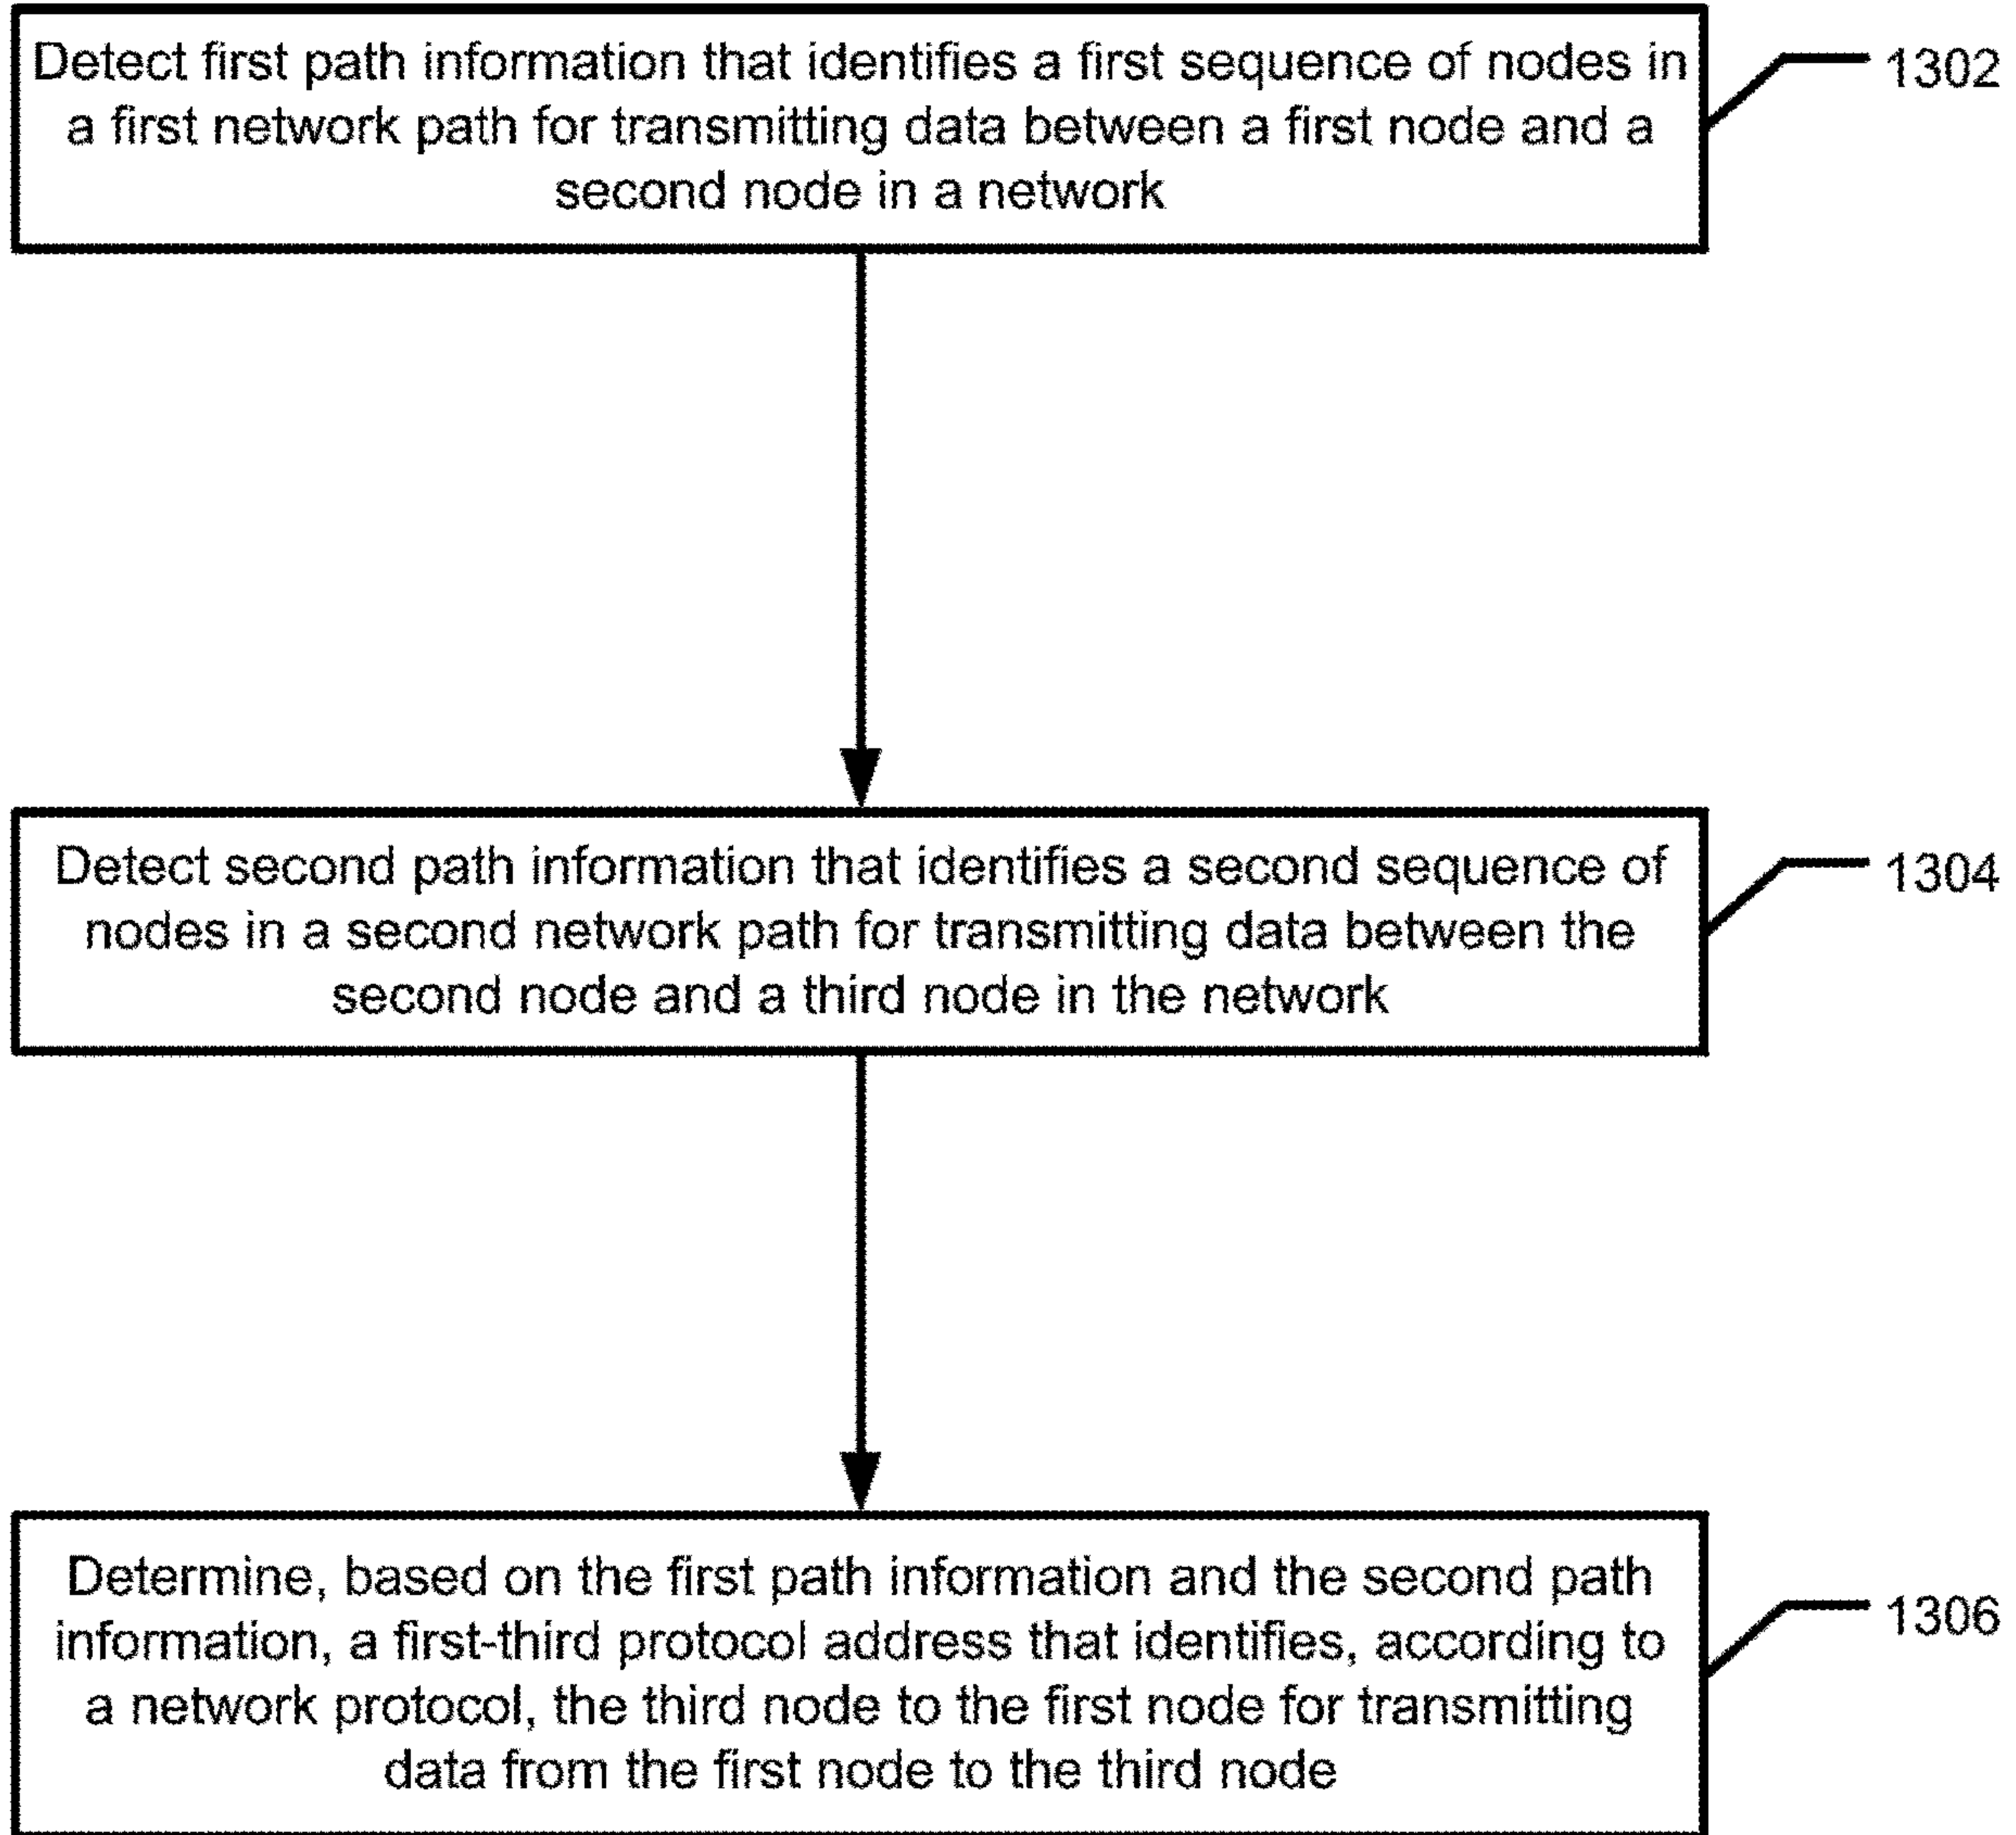 Detect first path information that identifies a first sequence of nodes in
a first network path for transmitting data between a first node and a
second node in a network
1302
Detect second path information that identifies a second sequence of
nodes in a second network path for transmitting data between the
second node and a third node in the network
1304
Determine, based on the first path information and the second path
information, a first-third protocol address that identifies, according to
a network protocol, the third node to the first node for transmitting
data from the first node to the third node
1306